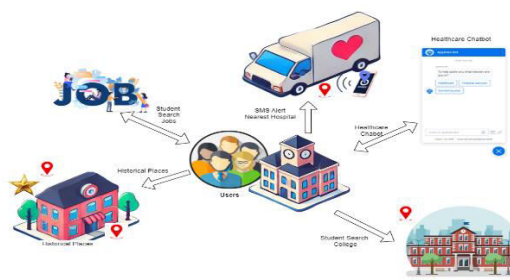 Healthcare Chatbot
JOB
Student
Search
Jobs
SMS Alert
Nearest Hospital
Healthcare
Chatbot
Historical Places
Users
Historical Places
Student Search
College